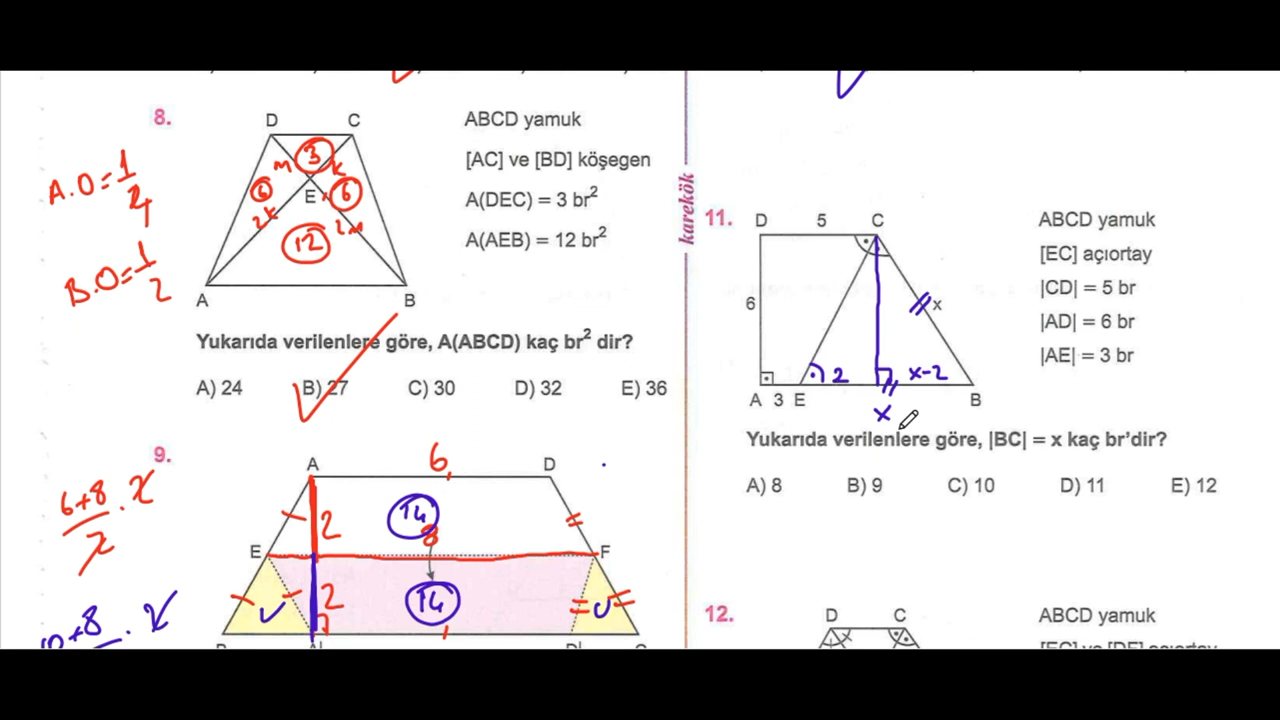 8.
D C
ABCD yamuk
[AC] ve [BD] köşegen
A(DEC) = 3 br²
A(AEB) = 12 br²
A.O=1/4
B.O=1/2
m 3 k
6 E 6
2k 2m
12
A B
Yukarıda verilenlere göre, A(ABCD) kaç br² dir?
A) 24 B) 27 C) 30 D) 32 E) 36
9.
A 6 D
6+8/2 . 2
2 14
8
E F
2 14
karekök
11.
D 5 C
ABCD yamuk
[EC] açıortay
|CD| = 5 br
|AD| = 6 br
|AE| = 3 br
6 x
2 x-2
A 3 E B
x
Yukarıda verilenlere göre, |BC| = x kaç br'dir?
A) 8 B) 9 C) 10 D) 11 E) 12
12.
D C
ABCD yamuk